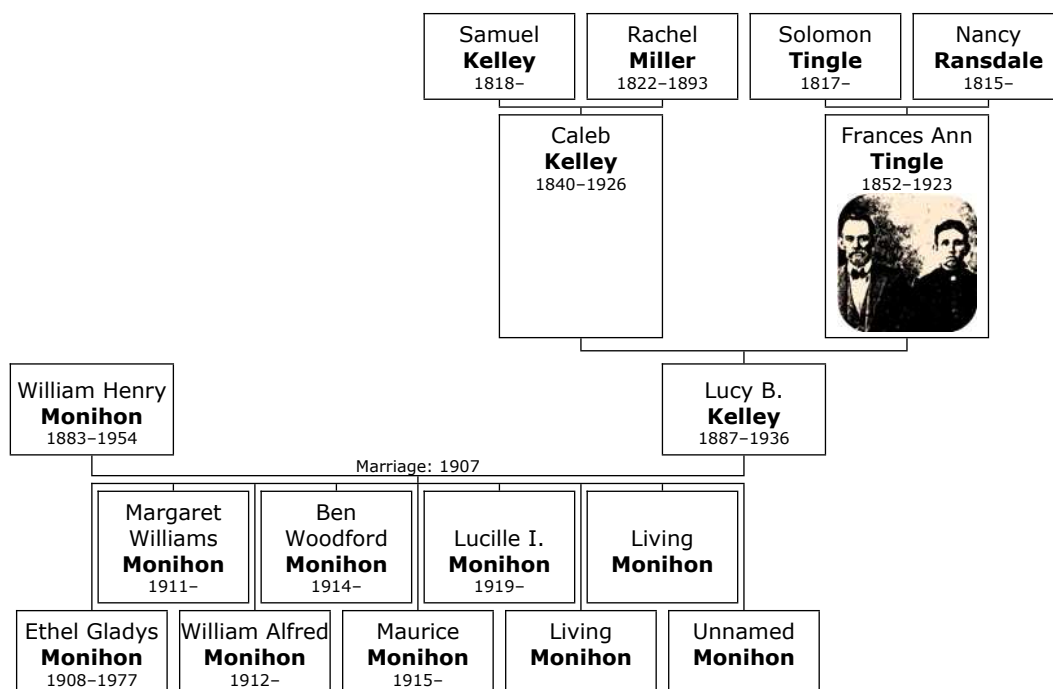 Samuel
Kelley
1818–
Rachel
Miller
1822–1893
Solomon
Tingle
1817–
Nancy
Ransdale
1815–
Caleb
Kelley
1840–1926
Frances Ann
Tingle
1852–1923
William Henry
Monihon
1883–1954
Lucy B.
Kelley
1887–1936
Marriage: 1907
Margaret
Williams
Monihon
1911–
Ben
Woodford
Monihon
1914–
Lucille I.
Monihon
1919–
Living
Monihon
Ethel Gladys
Monihon
1908–1977
William Alfred
Monihon
1912–
Maurice
Monihon
1915–
Living
Monihon
Unnamed
Monihon